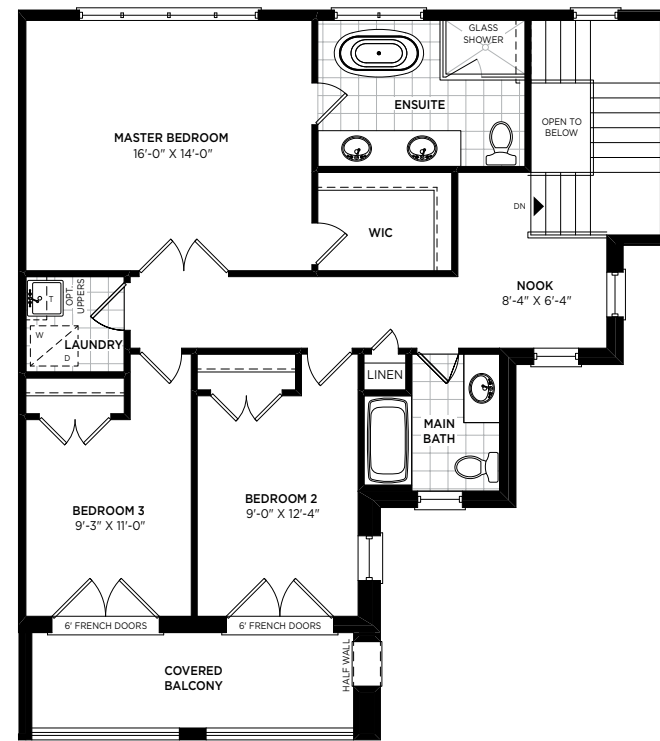 GLASS
SHOWER
ENSUITE
OPEN TO
BELOW
MASTER BEDROOM
16'-0" X 14'-0"
DN
WIC
NOOK
8'-4" X 6'-4"
OPT.
UPPERS
T
W
D
LAUNDRY
LINEN
MAIN
BATH
BEDROOM 3
9'-3" X 11'-0"
BEDROOM 2
9'-0" X 12'-4"
6' FRENCH DOORS
6' FRENCH DOORS
HALF WALL
COVERED
BALCONY